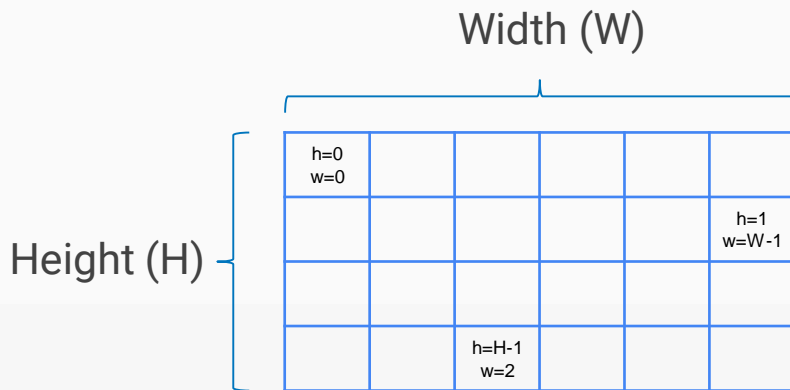 Width (W)
h=0
w=0
h=1
w=W-1
Height (H)
h=H-1
w=2